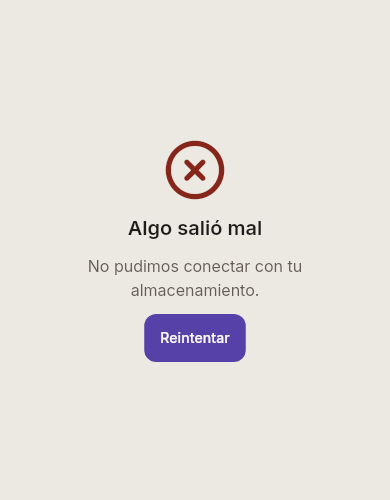 Algo salió mal
No pudimos conectar con tu
almacenamiento.
Reintentar